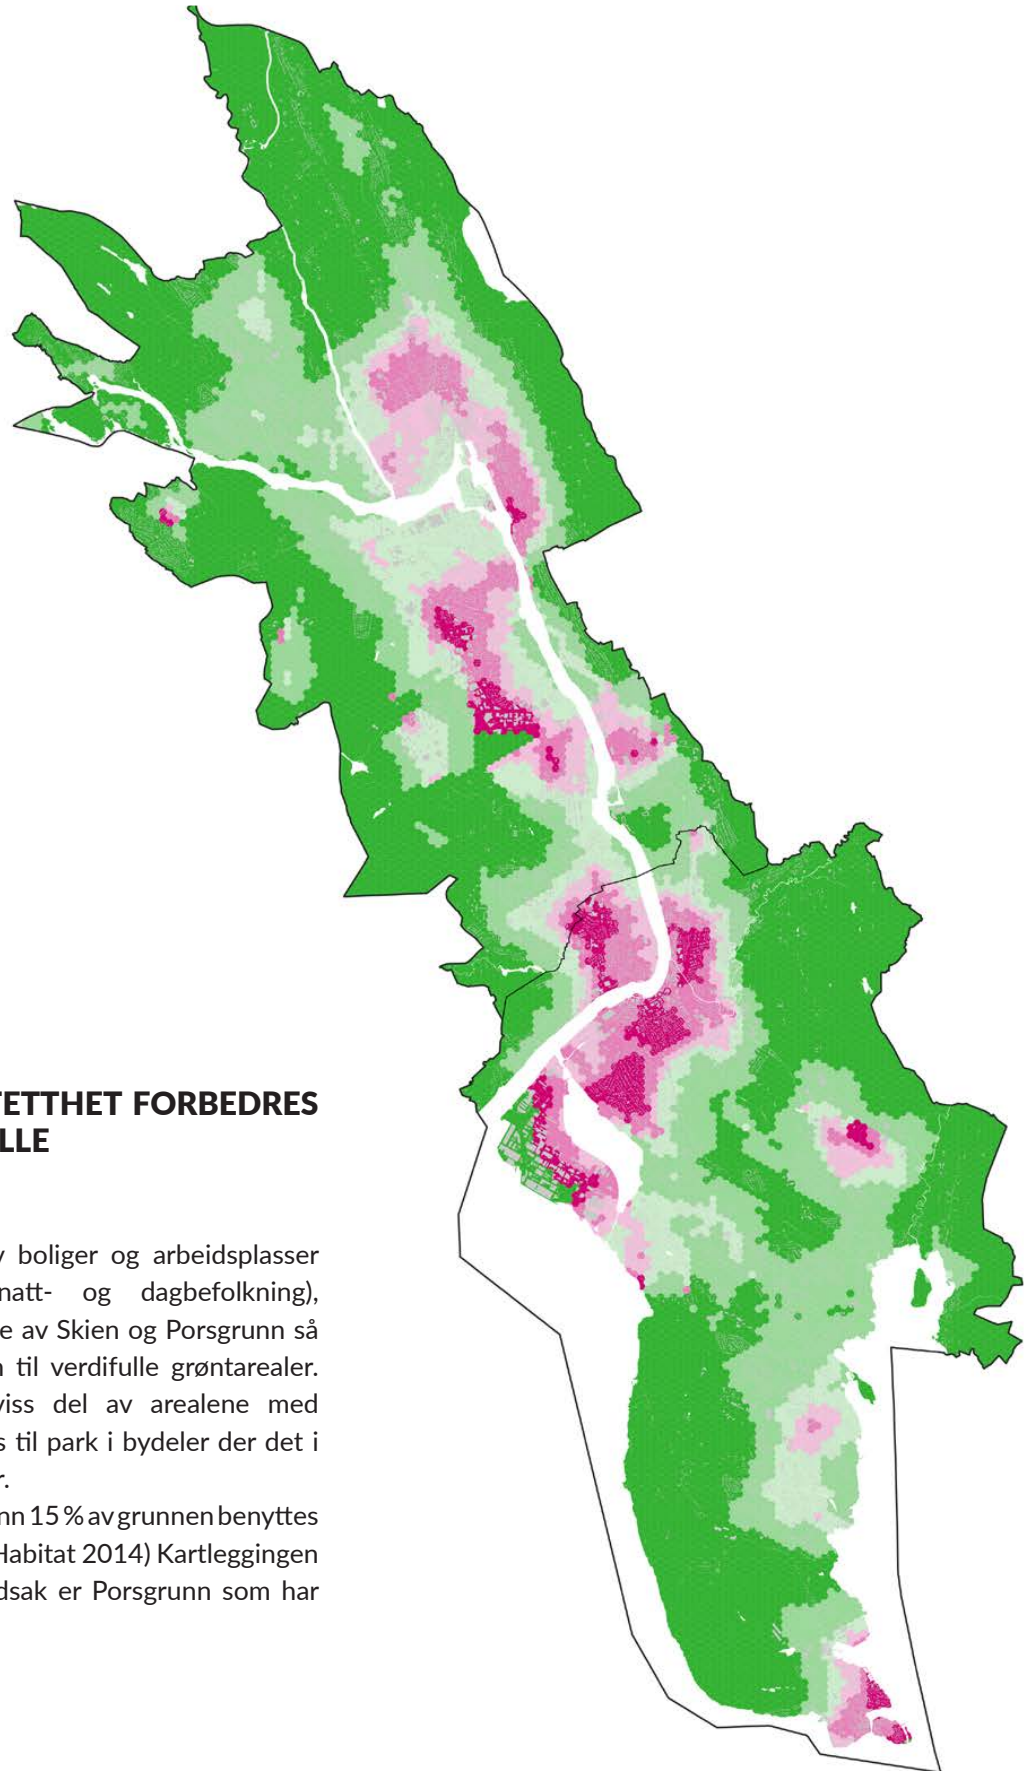 TETTHET FORBEDRES
LLE
boliger og arbeidsplasser
natt- og dagbefolkning),
e av Skien og Porsgrunn så
til verdifulle grøntarealer.
viss del av arealene med
s til park i bydeler der det i
r.
nn 15 % av grunnen benyttes
Habitat 2014) Kartleggingen
dsak er Porsgrunn som har